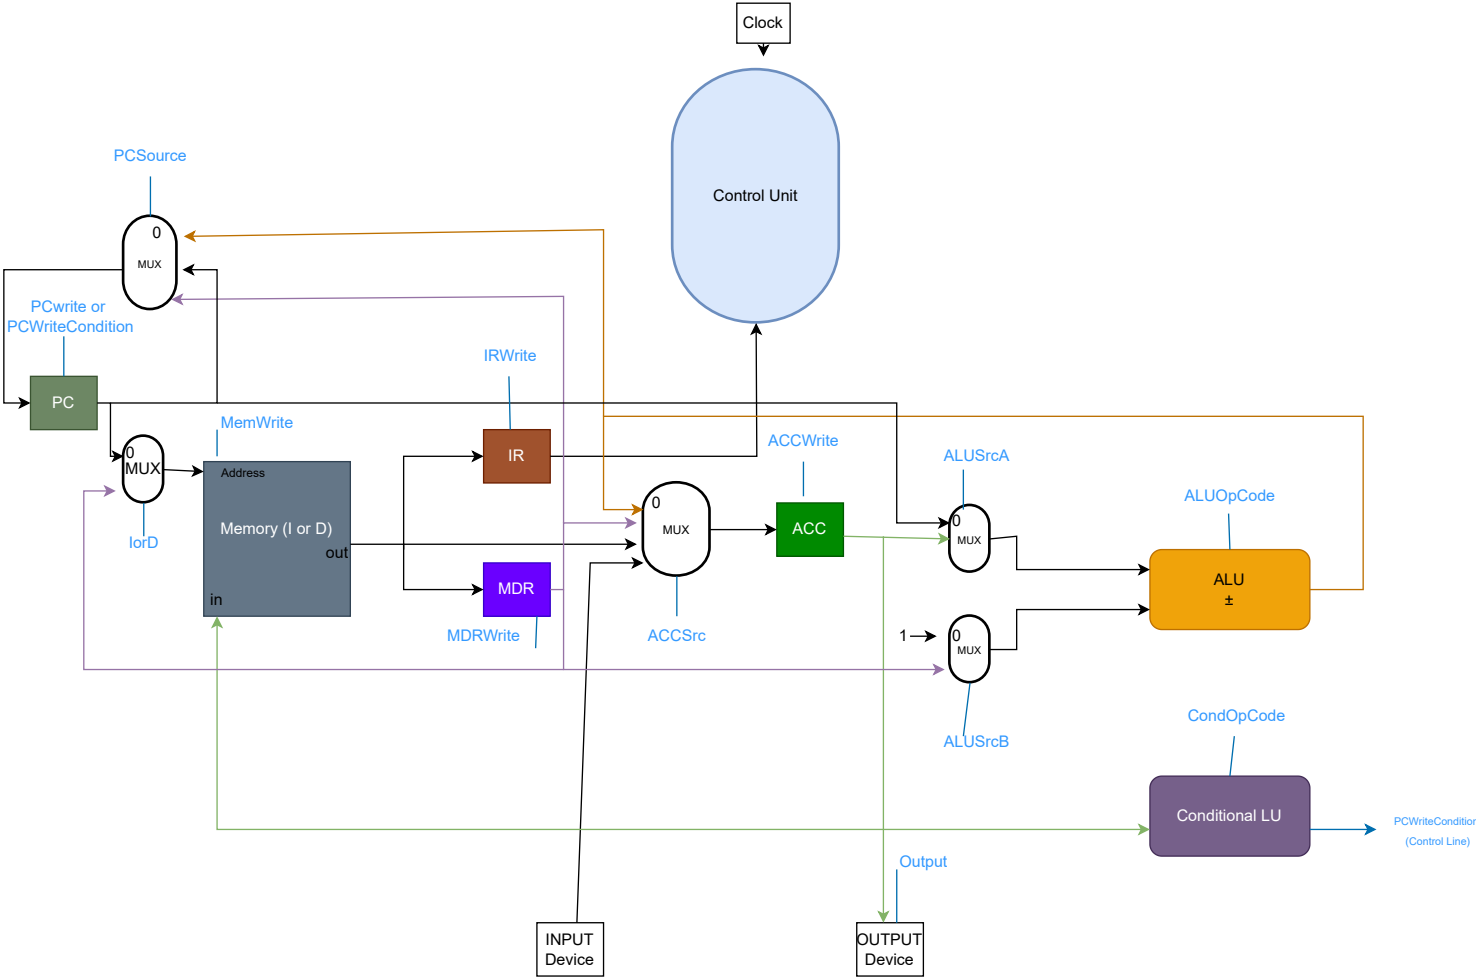 Clock
Control Unit
PCSource
0
MUX
PCwrite or
PCWriteCondition
PC
MemWrite
0
MUX
IorD
Address
Memory (I or D)
out
in
IRWrite
IR
MDR
MDRWrite
0
MUX
ACCSrc
ACCWrite
ACC
ALUSrcA
0
MUX
1
0
MUX
ALUSrcB
ALUOpCode
ALU
±
CondOpCode
Conditional LU
PCWriteConditior
(Control Line)
Output
INPUT
Device
OUTPUT
Device